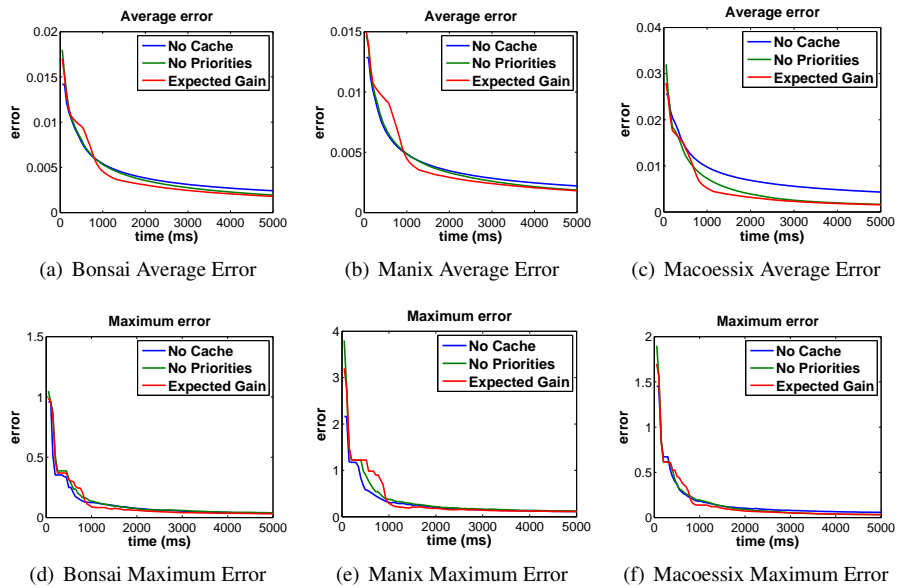 Average error
0.02
0.015
0.01
0.005
0
error
No Cache
No Priorities
Expected Gain
0 1000 2000 3000 4000 5000
time (ms)
(a) Bonsai Average Error
Average error
0.015
0.01
0.005
0
error
No Cache
No Priorities
Expected Gain
0 1000 2000 3000 4000 5000
time (ms)
(b) Manix Average Error
Average error
0.04
0.03
0.02
0.01
0
error
No Cache
No Priorities
Expected Gain
0 1000 2000 3000 4000 5000
time (ms)
(c) Macoessix Average Error
Maximum error
1.5
1
0.5
0
error
No Cache
No Priorities
Expected Gain
0 1000 2000 3000 4000 5000
time (ms)
(d) Bonsai Maximum Error
Maximum error
4
3
2
1
0
error
No Cache
No Priorities
Expected Gain
0 1000 2000 3000 4000 5000
time (ms)
(e) Manix Maximum Error
Maximum error
2
1.5
1
0.5
0
error
No Cache
No Priorities
Expected Gain
0 1000 2000 3000 4000 5000
time (ms)
(f) Macoessix Maximum Error